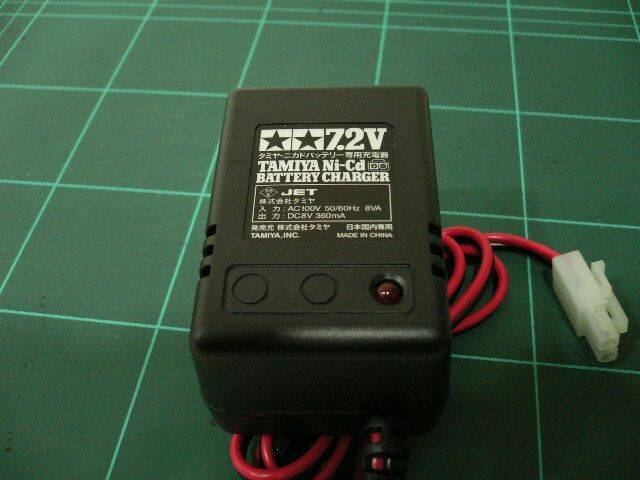 7.2V
タミヤ・ニカドバッテリー専用充電器
TAMIYA Ni-Cd
BATTERY CHARGER
JET
株式会社タミヤ
入力:AC100V 50/60Hz 8VA
出力:DC8V 360mA
発売元 株式会社タミヤ 日本国内専用
TAMIYA, INC. MADE IN CHINA